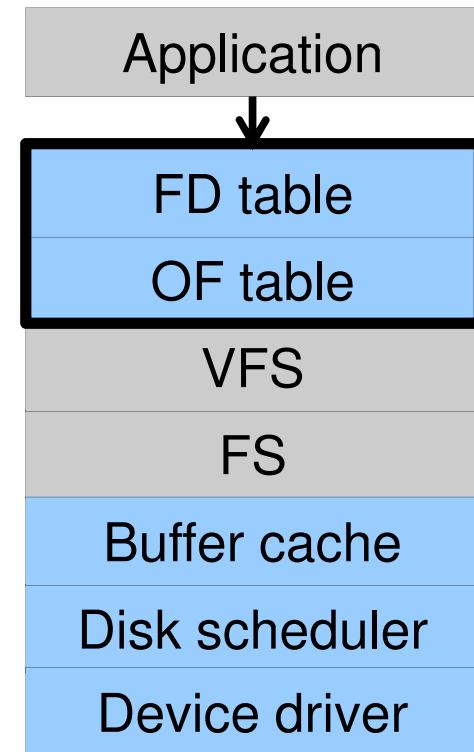 Application
FD table
OF table
VFS
FS
Buffer cache
Disk scheduler
Device driver